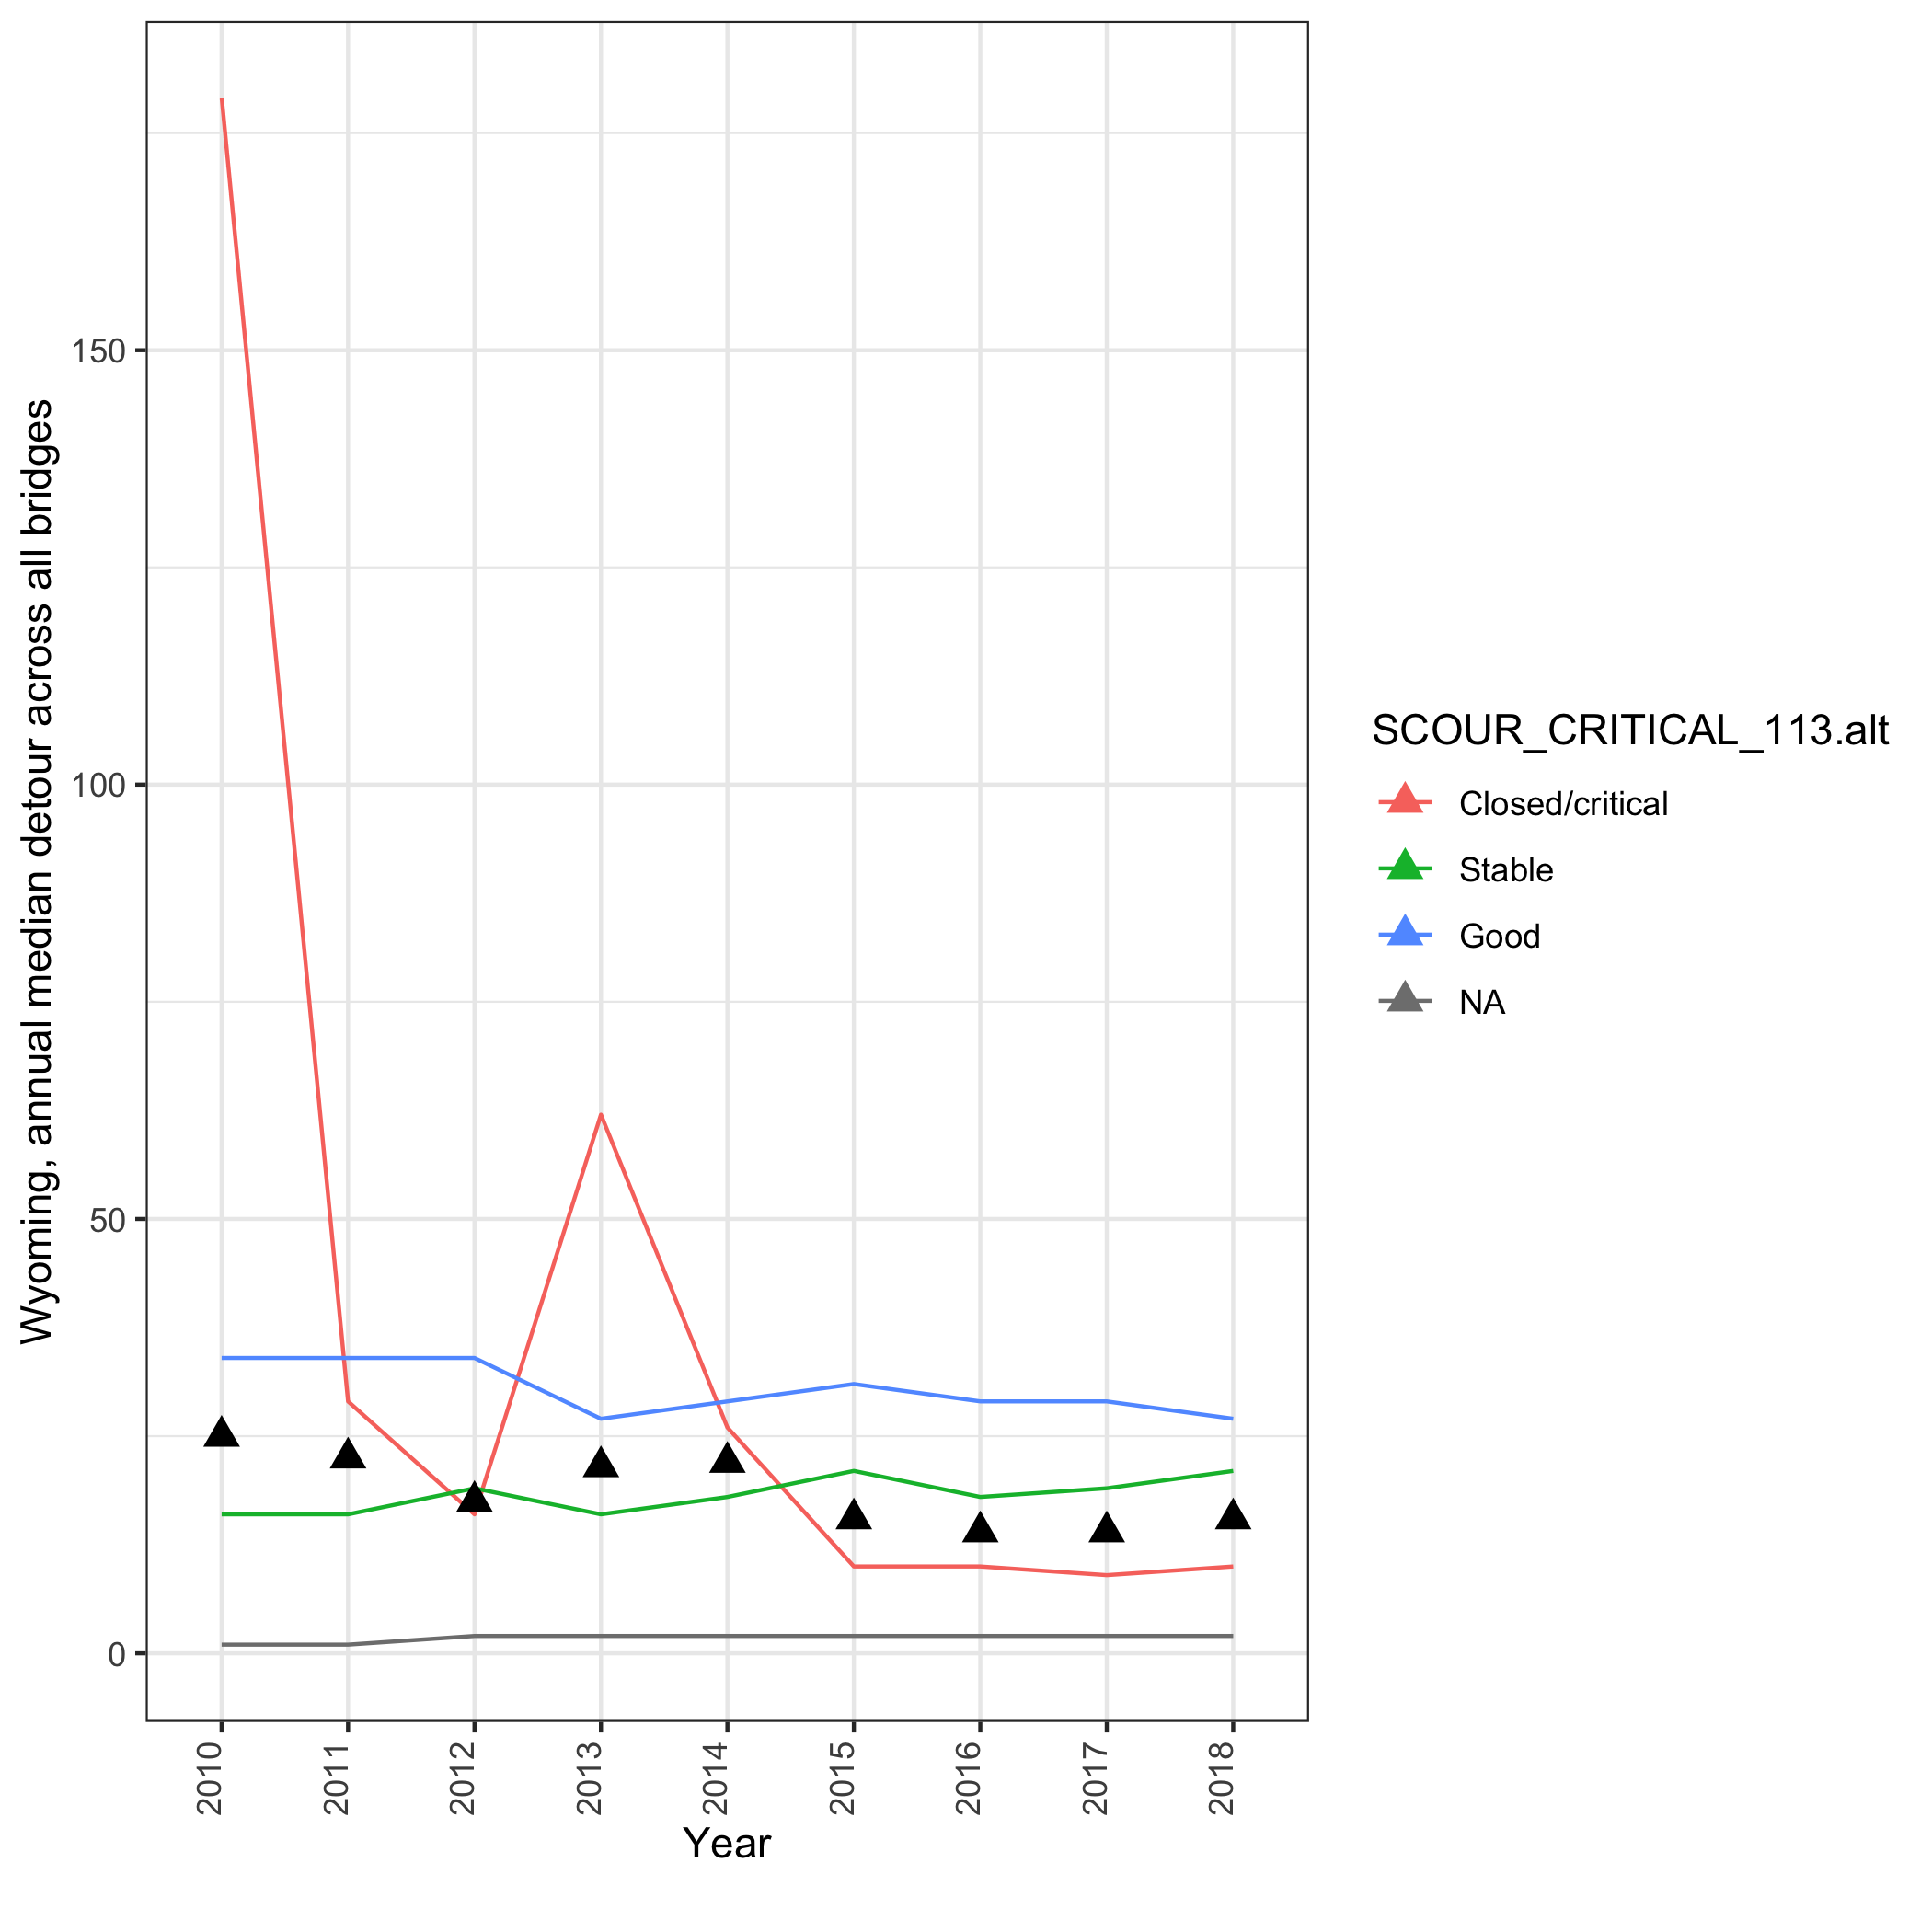 Wyoming, annual median detour across all bridges
150
100
50
0
2010
2011
2012
2013
2014
2015
2016
2017
2018
Year
SCOUR_CRITICAL_113.alt
Closed/critical
Stable
Good
NA